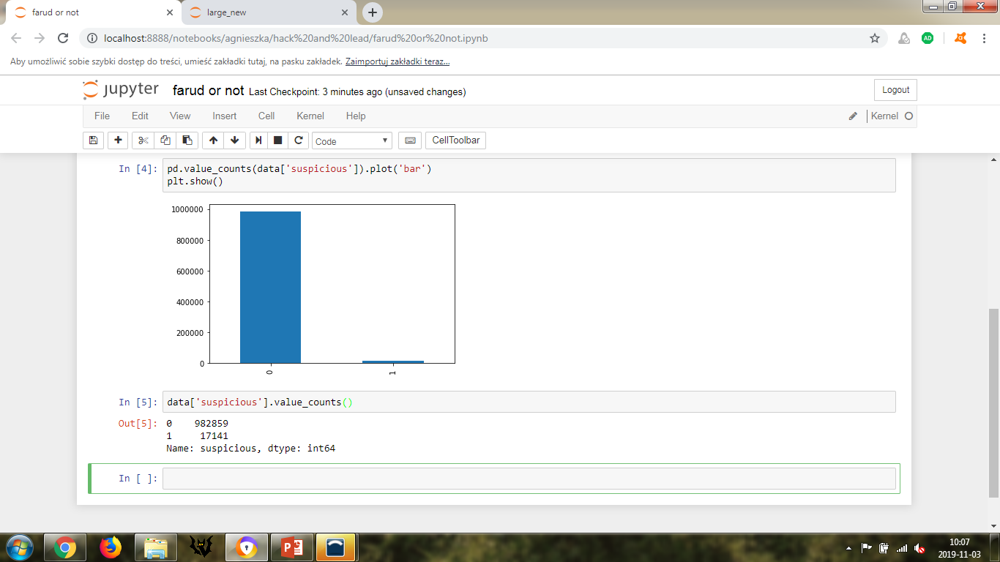 farud or not
large_new
localhost:8888/notebooks/agnieszka/hack%20and%20lead/farud%20or%20not.ipynb
AD
Aby umożliwić sobie szybki dostęp do treści, umieść zakładki tutaj, na pasku zakładek. Zaimportuj zakładki teraz...
jupyter farud or not Last Checkpoint: 3 minutes ago (unsaved changes)
Logout
File Edit View Insert Cell Kernel Help
Kernel
Code
CellToolbar
In [4]: pd.value_counts(data['suspicious']).plot('bar')
plt.show()
1000000
800000
600000
400000
200000
0
0 1
In [5]: data['suspicious'].value_counts()
Out[5]: 0 982859
1 17141
Name: suspicious, dtype: int64
In [ ]:
P
10:07
2019-11-03